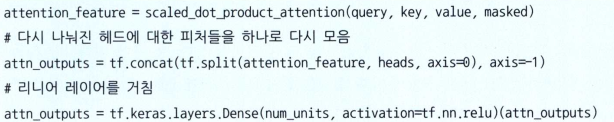 attention_feature = scaled_dot_product_attention(query, key, value, masked)
# 다시 나눠진 헤드에 대한 피처들을 하나로 다시 모음
attn_outputs = tf.concat(tf.split(attention_feature, heads, axis=0), axis=-1)
# 리니어 레이어를 거침
attn_outputs = tf.keras.layers.Dense(num_units, activation=tf.nn.relu)(attn_outputs)